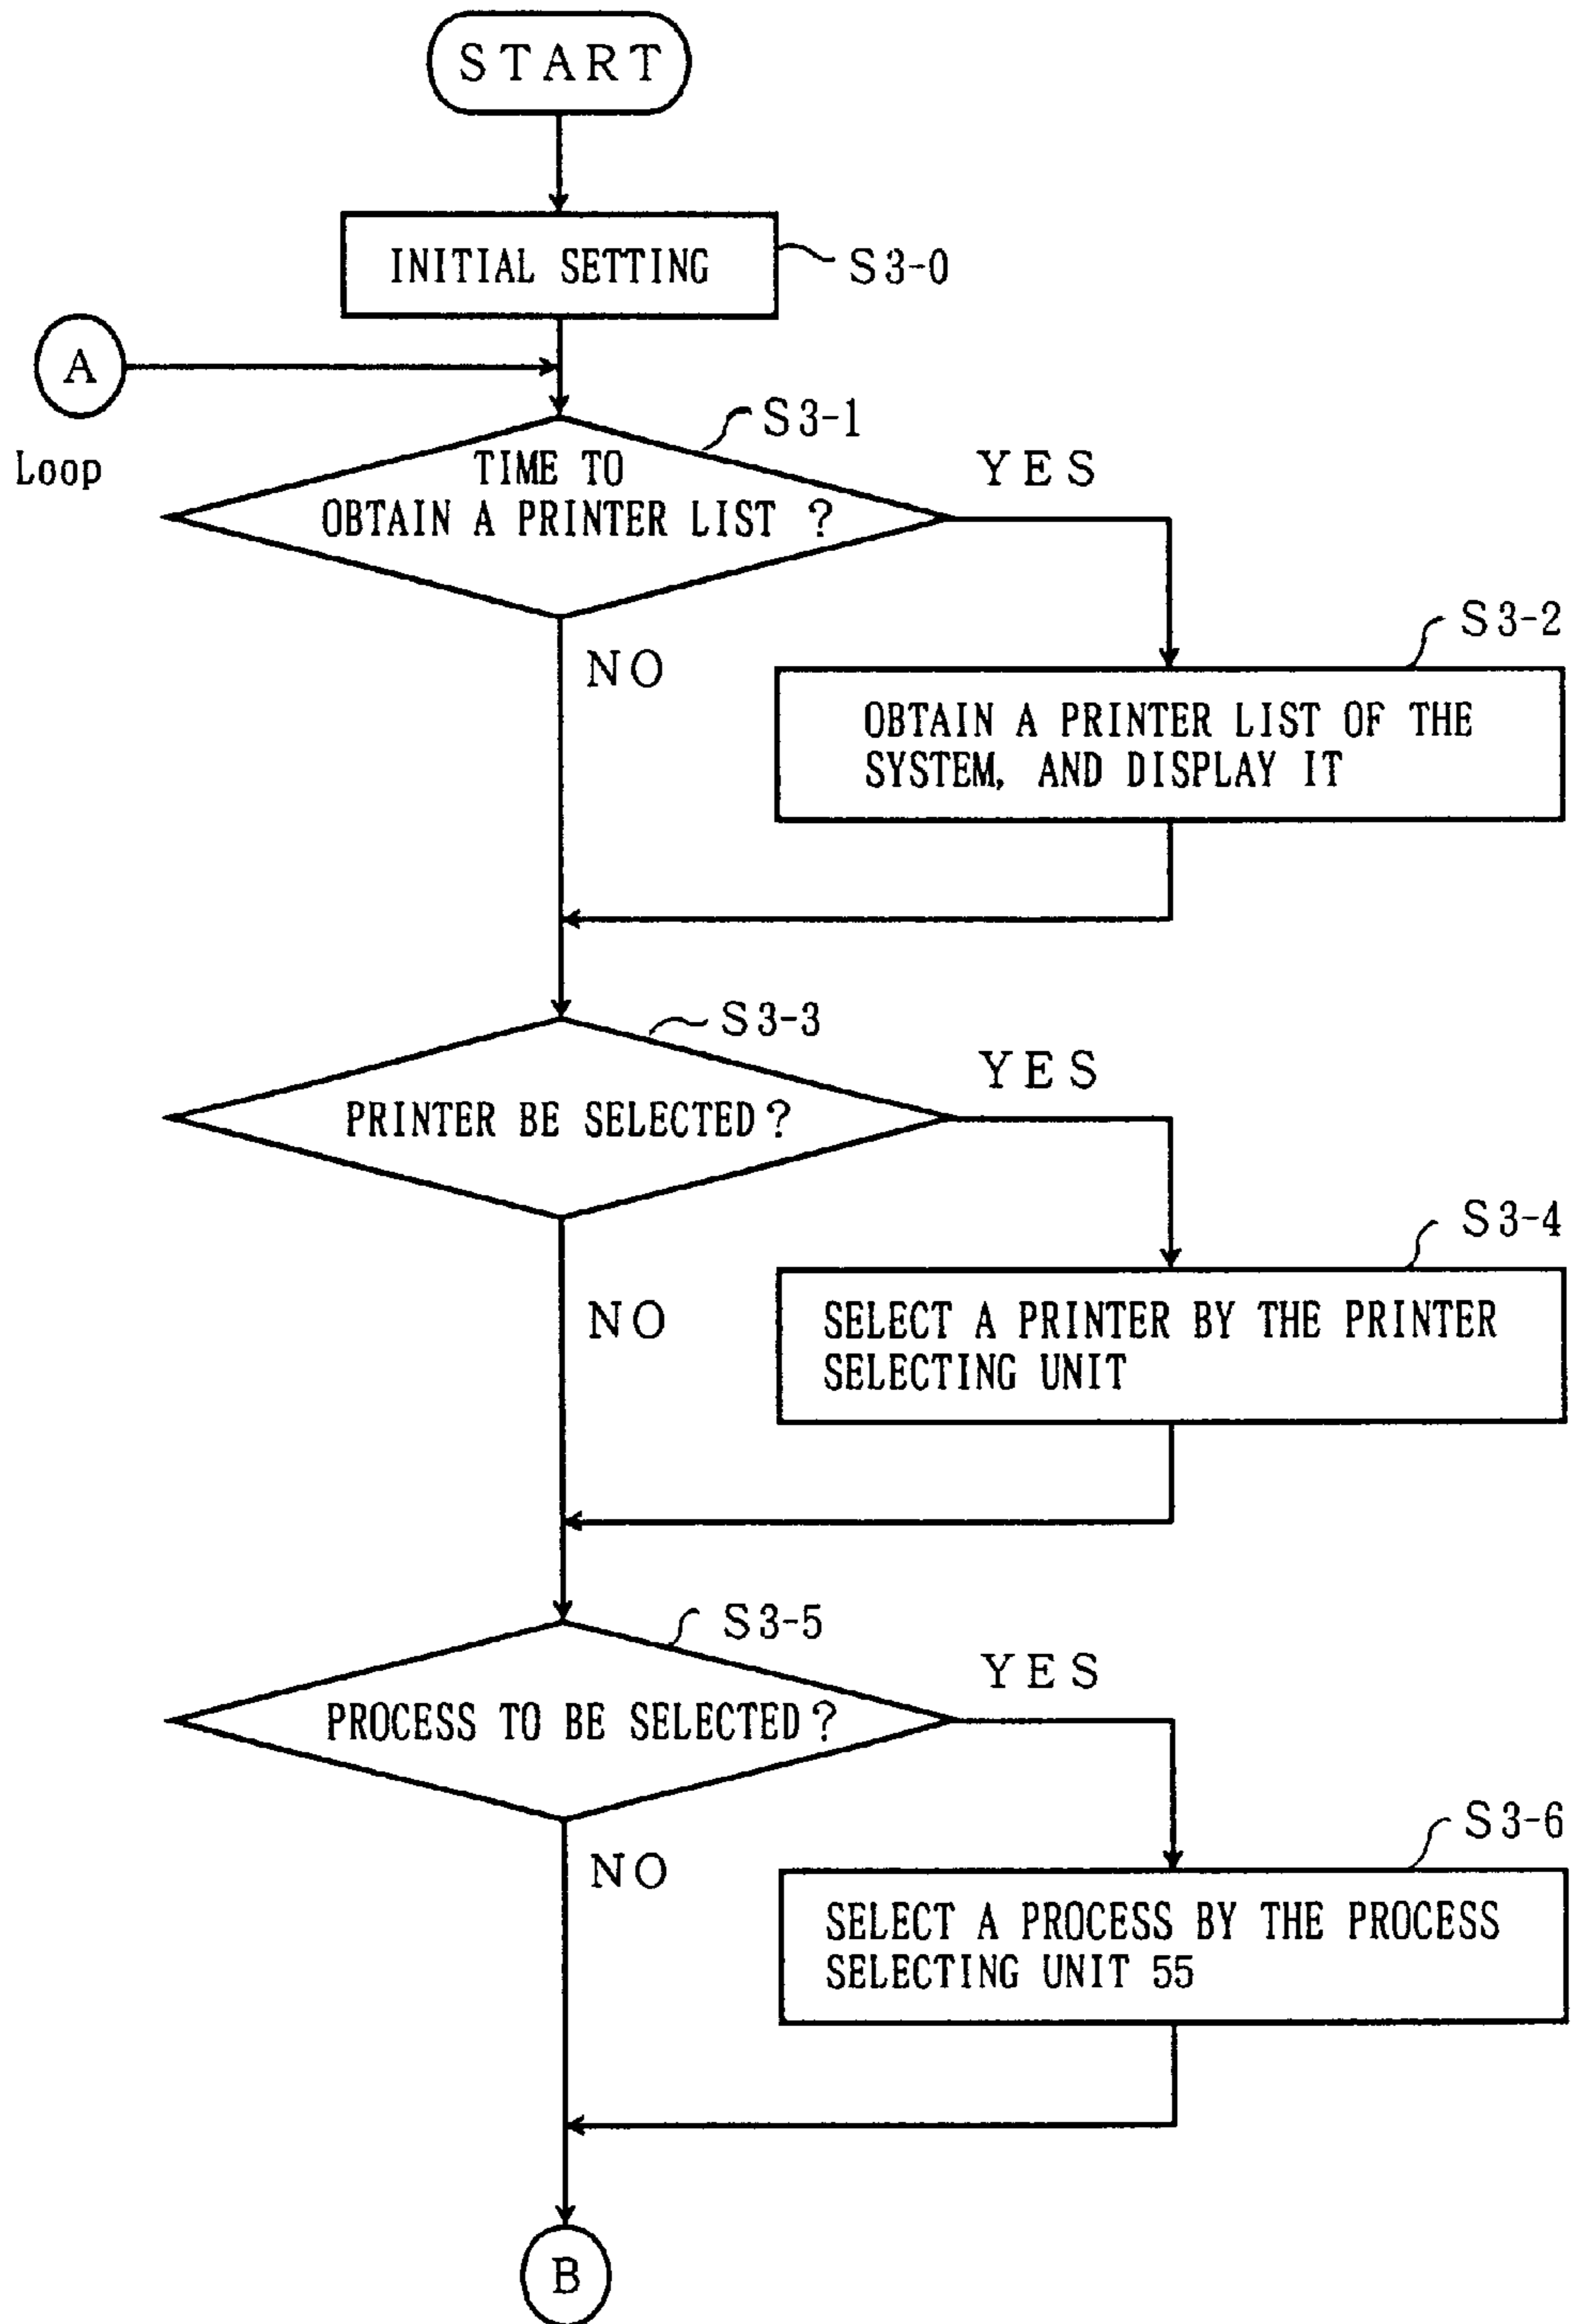 START
INITIAL SETTING
S3-0
A
Loop
S3-1
TIME TO
OBTAIN A PRINTER LIST ?
YES
NO
S3-2
OBTAIN A PRINTER LIST OF THE
SYSTEM, AND DISPLAY IT
S3-3
PRINTER BE SELECTED?
YES
NO
S3-4
SELECT A PRINTER BY THE PRINTER
SELECTING UNIT
S3-5
PROCESS TO BE SELECTED?
YES
NO
S3-6
SELECT A PROCESS BY THE PROCESS
SELECTING UNIT 55
B